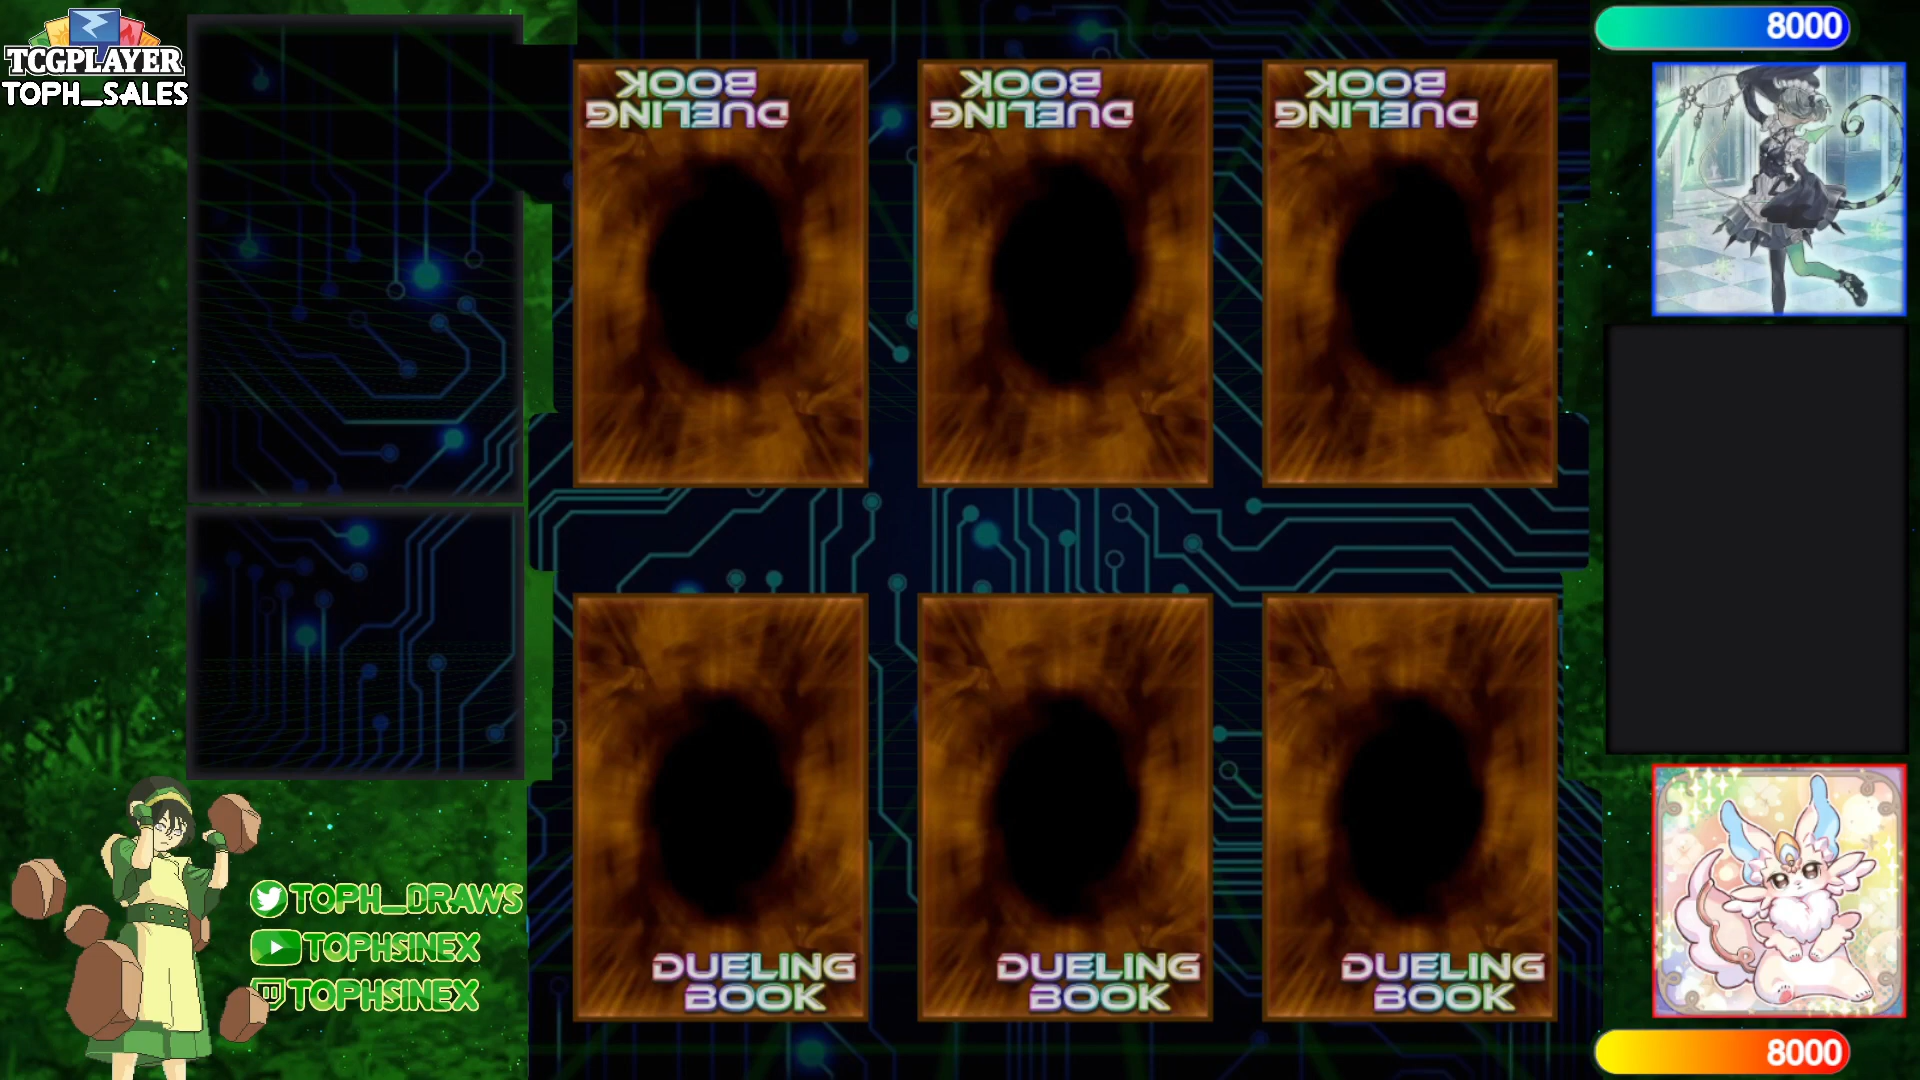 TCGPLAYER
TOPH_SALES
8000
DUELING
BOOK
DUELING
BOOK
DUELING
BOOK
DUELING
BOOK
DUELING
BOOK
DUELING
BOOK
TOPH_DRAWS
TOPHSINEX
TOPHSINEX
8000